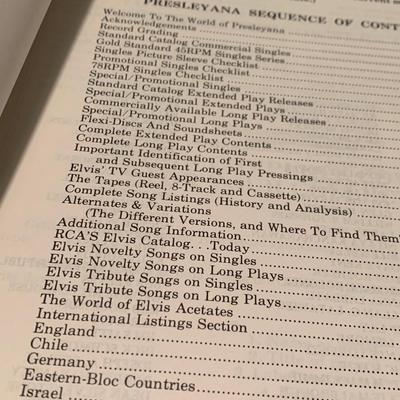 PRESLEYANA SEQUENCE OF CONT
Welcome To The World of Presleyana
Acknowledgements
Record Grading
Standard Catalog Commercial Singles
Gold Standard 45RPM Singles Series
Singles Picture Sleeve Checklist
Promotional Singles Checklist
78RPM Singles Checklist
Special/Promotional Singles
Standard Catalog Extended Play Releases
Special/Promotional Extended Plays
Commercially Available Long Play Releases
Special/Promotional Long Plays
Flexi-Discs And Soundsheets
Complete Extended Play Contents
Complete Long Play Contents
Important Identification of First
and Subsequent Long Play Pressings
Elvis' TV Guest Appearances
The Tapes (Reel, 8-Track and Cassette)
Complete Song Listings (History and Analysis)
Alternates & Variations
(The Different Versions, and Where To Find Them
Additional Song Information
RCA'S Elvis Catalog. . .Today
Elvis Novelty Songs on Singles
Elvis Novelty Songs on Long Plays
Elvis Tribute Songs on Singles
Elvis Tribute Songs on Long Plays
The World of Elvis Acetates
International Listings Section
England
Chile
Germany
Eastern-Bloc Countries
Israel